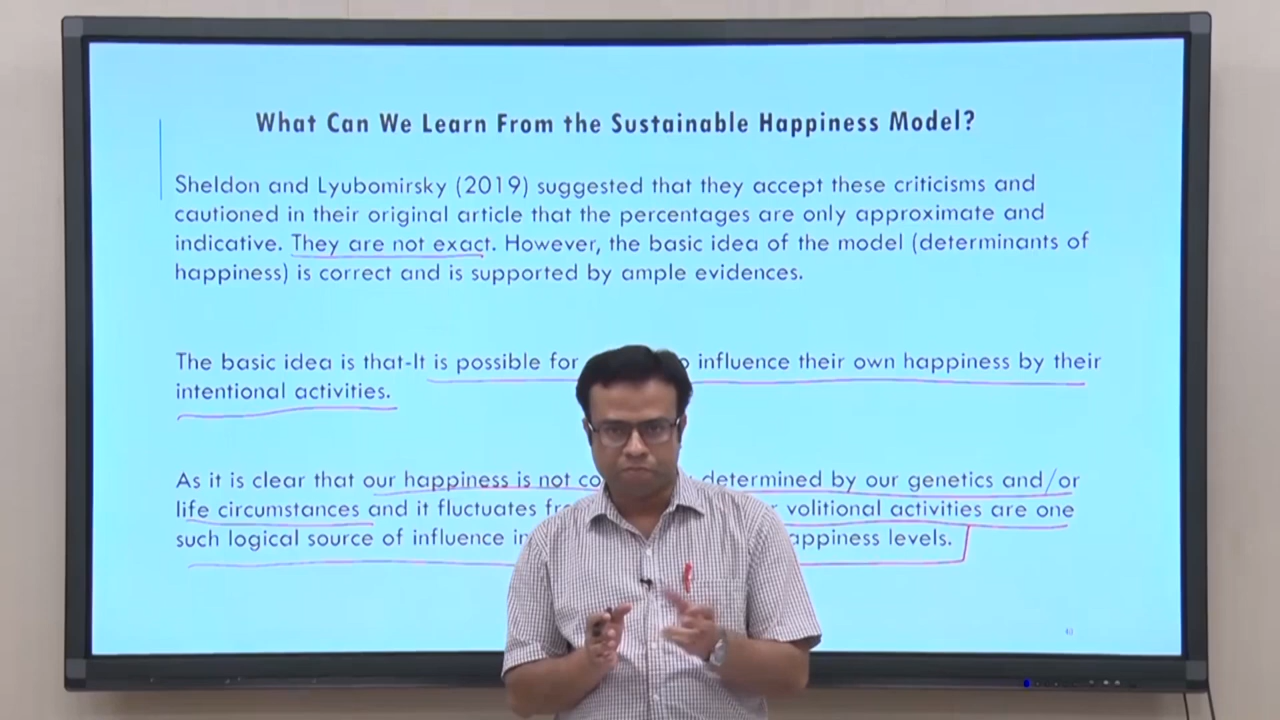 What Can We Learn From the Sustainable Happiness Model?
Sheldon and Lyubomirsky (2019) suggested that they accept these criticisms and
cautioned in their original article that the percentages are only approximate and
indicative. They are not exact. However, the basic idea of the model (determinants of
happiness) is correct and is supported by ample evidences.
The basic idea is that-It is possible for influence their own happiness by their
intentional activities.
As it is clear that our happiness is not determined by our genetics and/or
life circumstances and it fluctuates volitional activities are one
such logical source of influence levels.